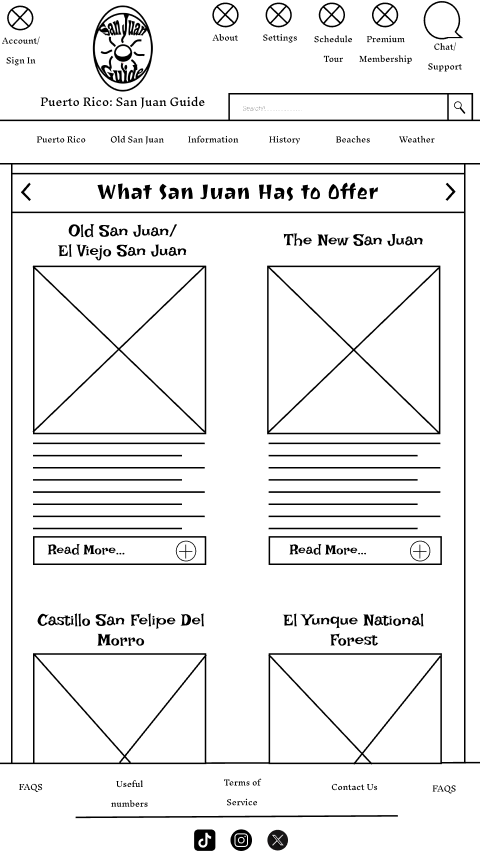 San Juan
Guide
Account/
Sign In
About
Settings
Schedule
Tour
Premium
Membership
Chat/
Support
Puerto Rico: San Juan Guide
Puerto Rico
Old San Juan
Information
History
Beaches
Weather
What San Juan Has to Offer
Old San Juan/
El Viejo San Juan
The New San Juan
Read More...
Read More...
Castillo San Felipe Del
Morro
El Yunque National
Forest
FAQS
Useful
numbers
Terms of
Service
Contact Us
FAQS